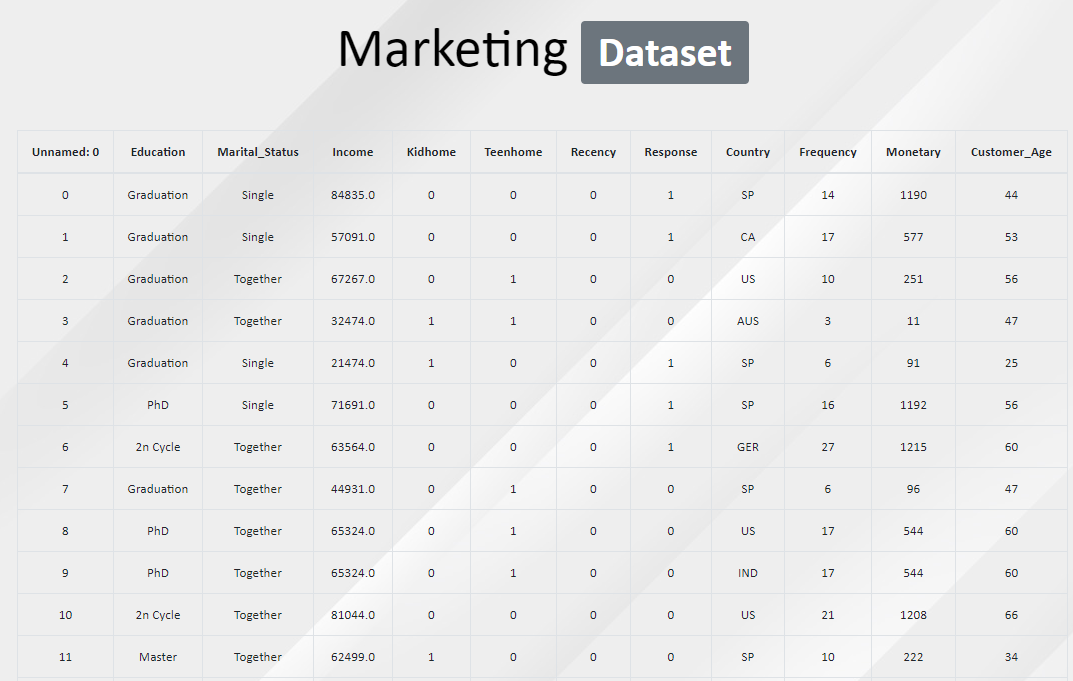 Marketing Dataset
Unnamed: 0 Education Marital_Status Income Kidhome Teenhome Recency Response Country Frequency Monetary Customer_Age
0 Graduation Single 84835.0 0 0 0 1 SP 14 1190 44
1 Graduation Single 57091.0 0 0 0 1 CA 17 577 53
2 Graduation Together 67267.0 0 1 0 0 US 10 251 56
3 Graduation Together 32474.0 1 1 0 0 AUS 3 11 47
4 Graduation Single 21474.0 1 0 0 1 SP 6 91 25
5 PhD Single 71691.0 0 0 0 1 SP 16 1192 56
6 2n Cycle Together 63564.0 0 0 0 1 GER 27 1215 60
7 Graduation Together 44931.0 0 1 0 0 SP 6 96 47
8 PhD Together 65324.0 0 1 0 0 US 17 544 60
9 PhD Together 65324.0 0 1 0 0 IND 17 544 60
10 2n Cycle Together 81044.0 0 0 0 0 US 21 1208 66
11 Master Together 62499.0 1 0 0 0 SP 10 222 34